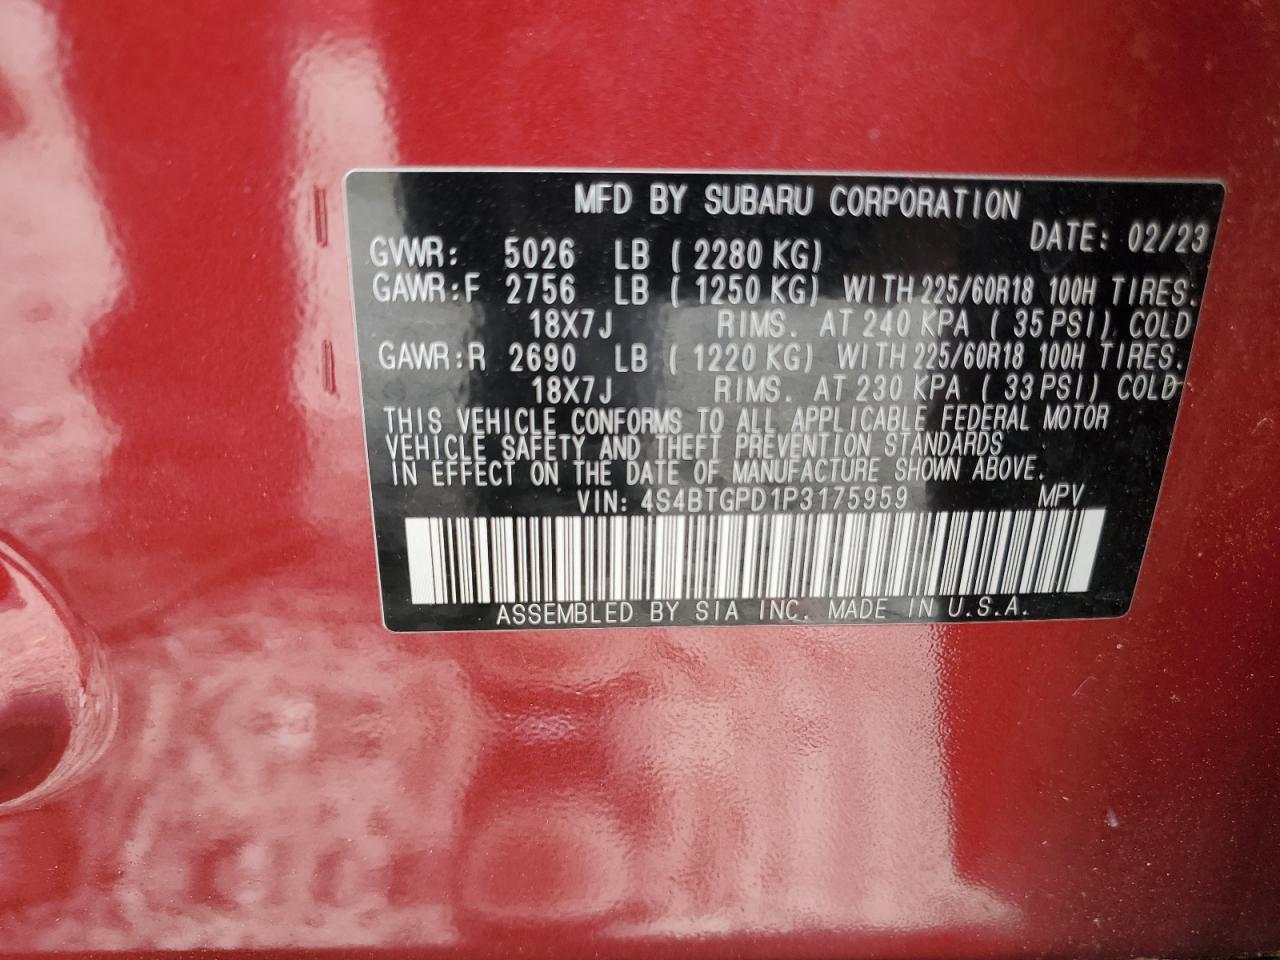 MFD BY SUBARU CORPORATION
DATE: 02/23
GVWR: 5026 LB ( 2280 KG)
GAWR:F 2756 LB ( 1250 KG) WITH 225/60R18 100H TIRES:
18X7J RIMS. AT 240 KPA ( 35 PSI) COLD
GAWR:R 2690 LB ( 1220 KG) WITH 225/60R18 100H TIRES.
18X7J RIMS. AT 230 KPA ( 33 PSI) COLD
THIS VEHICLE CONFORMS TO ALL APPLICABLE FEDERAL MOTOR
VEHICLE SAFETY AND THEFT PREVENTION STANDARDS
IN EFFECT ON THE DATE OF MANUFACTURE SHOWN ABOVE.
VIN: 4S4BTGPD1P3175959 MPV
ASSEMBLED BY SIA INC. MADE IN U.S.A.